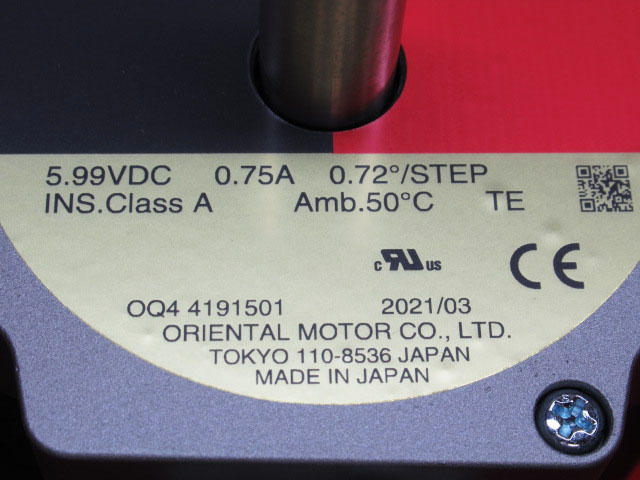 5.99VDC 0.75A 0.72°/STEP
INS.Class A Amb.50°C TE
c RU US CE
OQ4 4191501 2021/03
ORIENTAL MOTOR CO., LTD.
TOKYO 110-8536 JAPAN
MADE IN JAPAN